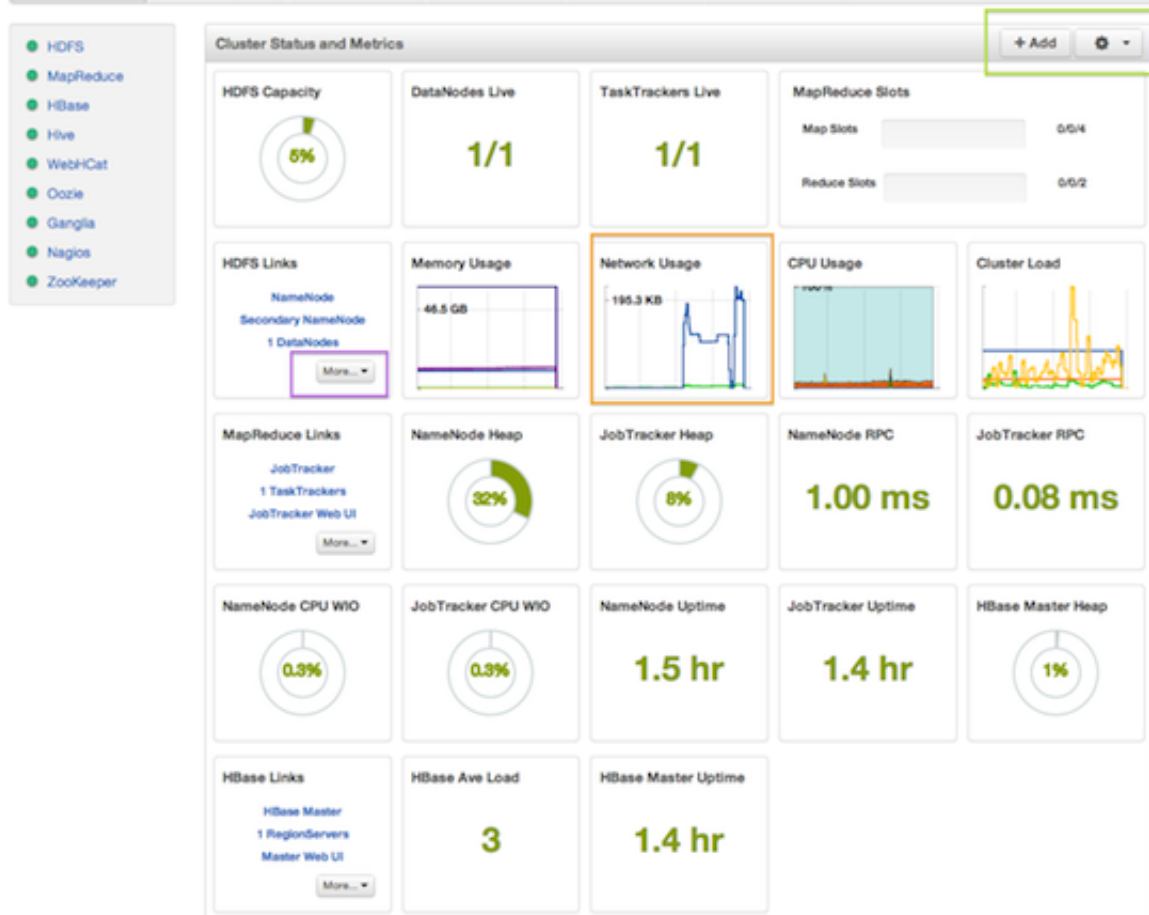 HDFS
MapReduce
HBase
Hive
WebHCat
Oozie
Ganglia
Nagios
ZooKeeper
Cluster Status and Metrics
+ Add
HDFS Capacity
5%
DataNodes Live
1/1
TaskTrackers Live
1/1
MapReduce Slots
Map Slots 0/0/4
Reduce Slots 0/0/2
HDFS Links
NameNode
Secondary NameNode
1 DataNodes
More...
Memory Usage
46.5 GB
Network Usage
195.3 KB
CPU Usage
100%
Cluster Load
MapReduce Links
JobTracker
1 TaskTrackers
JobTracker Web UI
More...
NameNode Heap
32%
JobTracker Heap
8%
NameNode RPC
1.00 ms
JobTracker RPC
0.08 ms
NameNode CPU WIO
0.3%
JobTracker CPU WIO
0.3%
NameNode Uptime
1.5 hr
JobTracker Uptime
1.4 hr
HBase Master Heap
1%
HBase Links
HBase Master
1 RegionServers
Master Web UI
More...
HBase Ave Load
3
HBase Master Uptime
1.4 hr